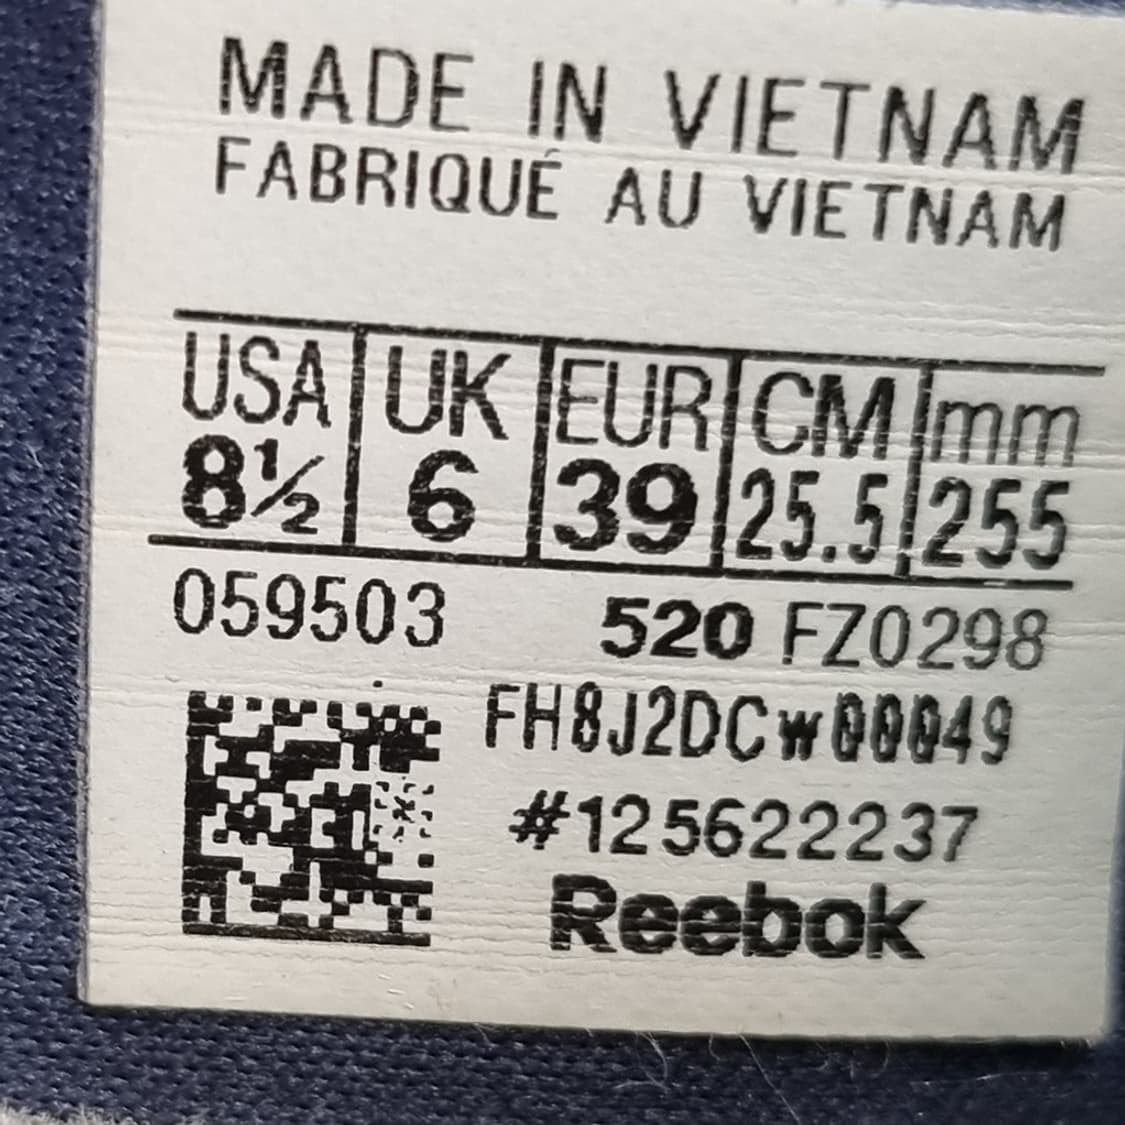 MADE IN VIETNAM
FABRIQUÉ AU VIETNAM
USA UK EUR CM mm
8½ 6 39 25.5 255
059503 520 FZ0298
FH8J2DCw00049
#125622237
Reebok